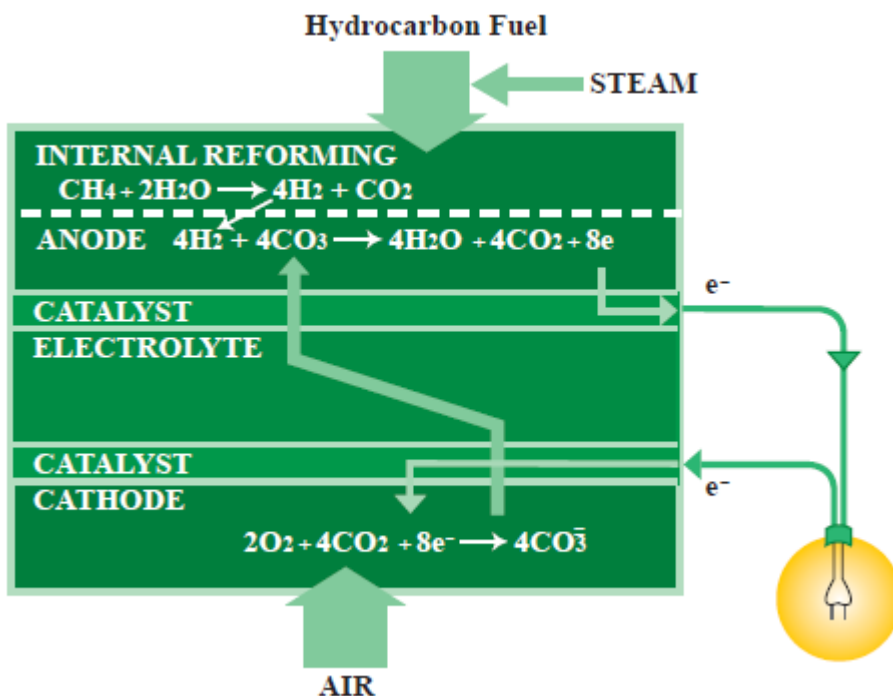 Hydrocarbon Fuel
STEAM
INTERNAL REFORMING
CH4 + 2H2O → 4H2 + CO2
ANODE 4H2 + 4CO3 → 4H2O + 4CO2 + 8e
e⁻
CATALYST
ELECTROLYTE
CATALYST
e⁻
CATHODE
2O2 + 4CO2 + 8e⁻ → 4CO3̄
AIR